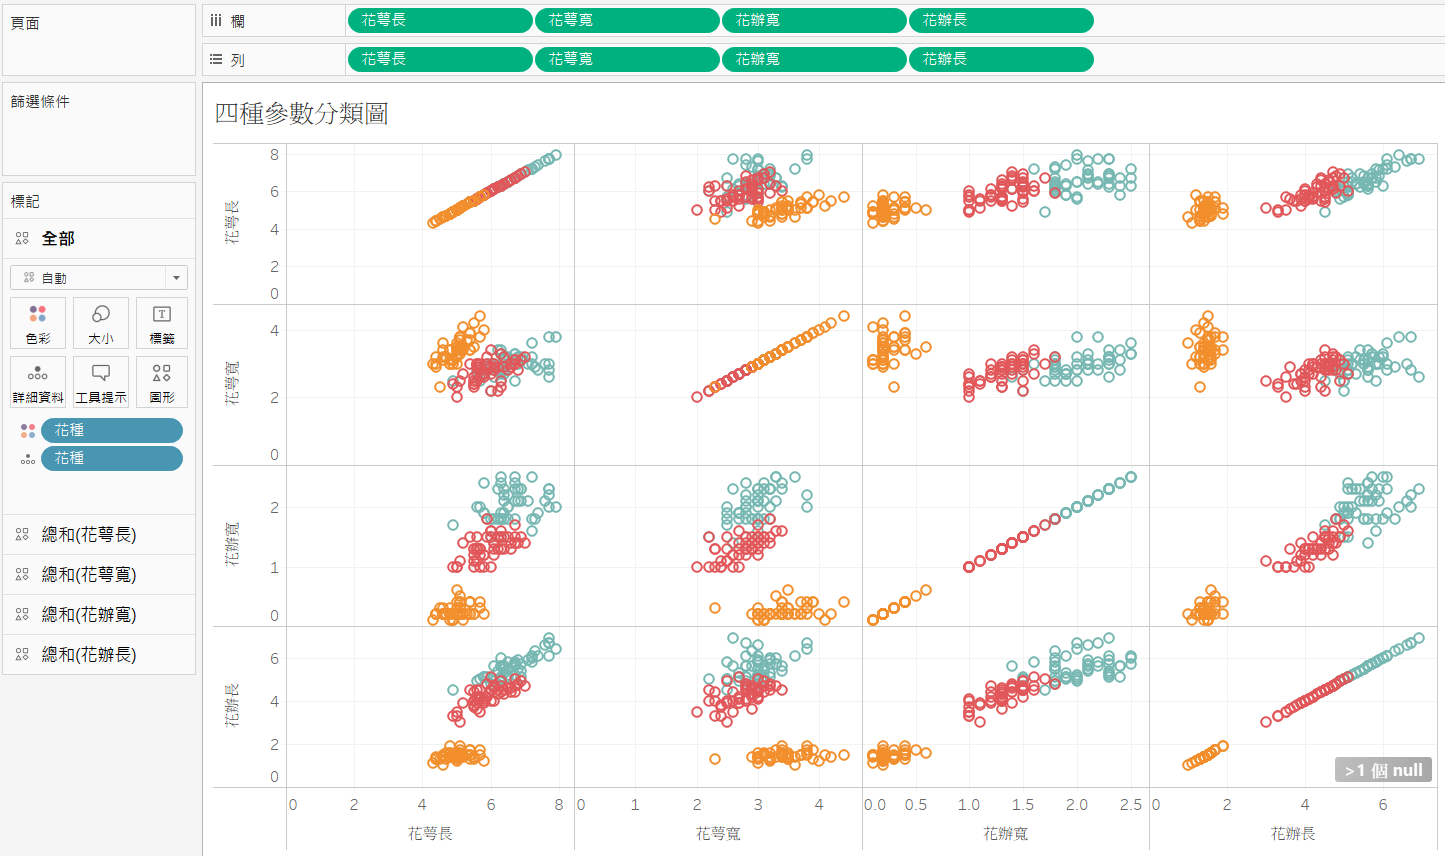 頁面
篩選條件
標記
全部
自動
色彩
大小
標籤
詳細資料
工具提示
圖形
花種
花種
總和(花萼長)
總和(花萼寬)
總和(花辦寬)
總和(花辦長)
欄
花萼長
花萼寬
花辦寬
花辦長
列
花萼長
花萼寬
花辦寬
花辦長
四種參數分類圖
花萼長
8
6
4
2
0
花萼寬
4
2
0
花辦寬
2
1
0
花辦長
6
4
2
0
>1 個 null
0 2 4 6 8
0 1 2 3 4
0.0 0.5 1.0 1.5 2.0 2.5
0 2 4 6
花萼長
花萼寬
花辦寬
花辦長